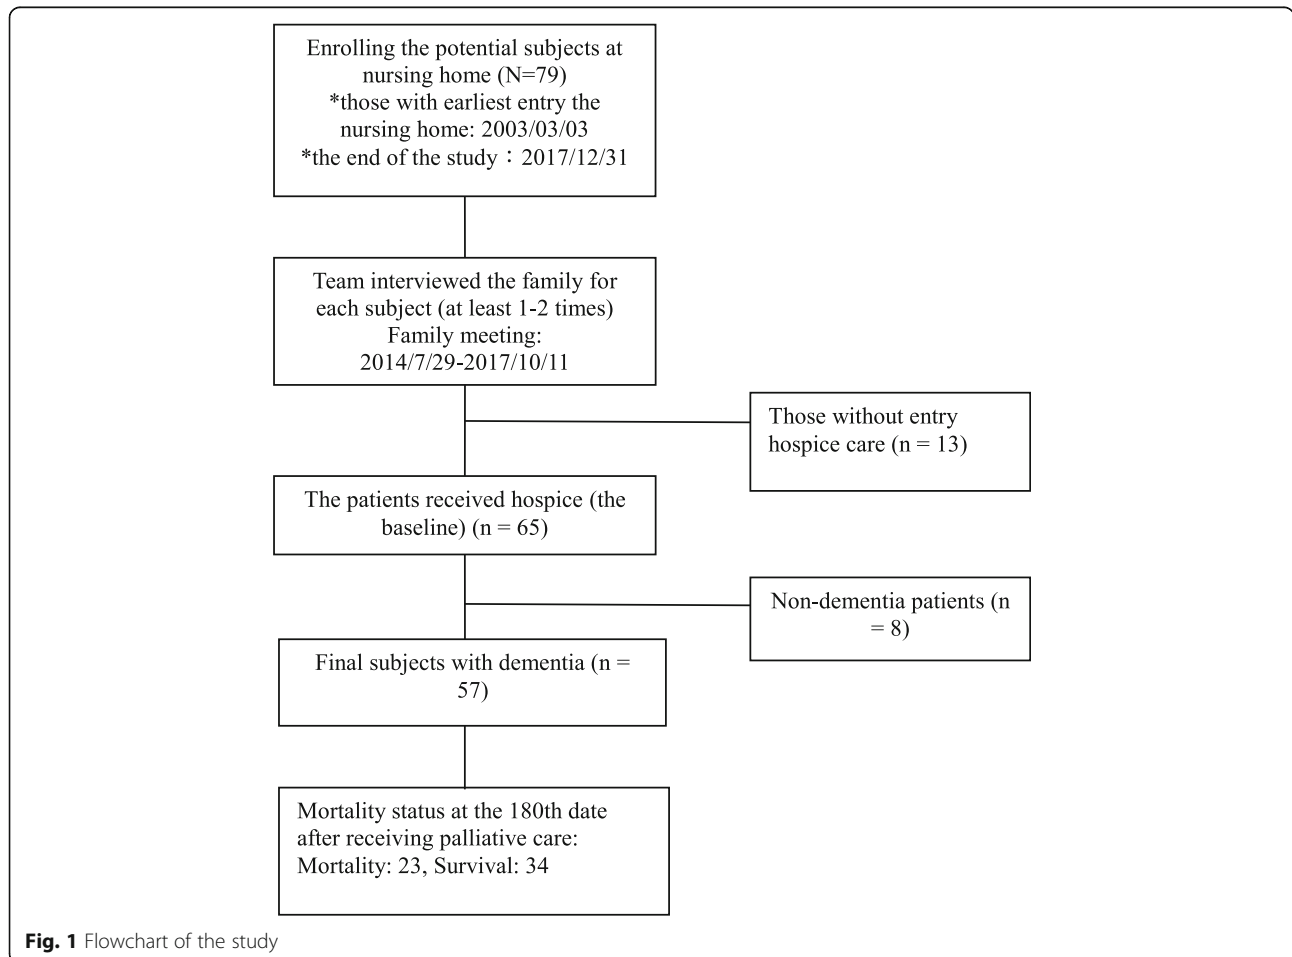 Enrolling the potential subjects at
nursing home (N=79)
*those with earliest entry the
nursing home: 2003/03/03
*the end of the study：2017/12/31
Team interviewed the family for
each subject (at least 1-2 times)
Family meeting:
2014/7/29-2017/10/11
Those without entry
hospice care (n = 13)
The patients received hospice (the
baseline) (n = 65)
Non-dementia patients (n
= 8)
Final subjects with dementia (n =
57)
Mortality status at the 180th date
after receiving palliative care:
Mortality: 23, Survival: 34
Fig. 1 Flowchart of the study